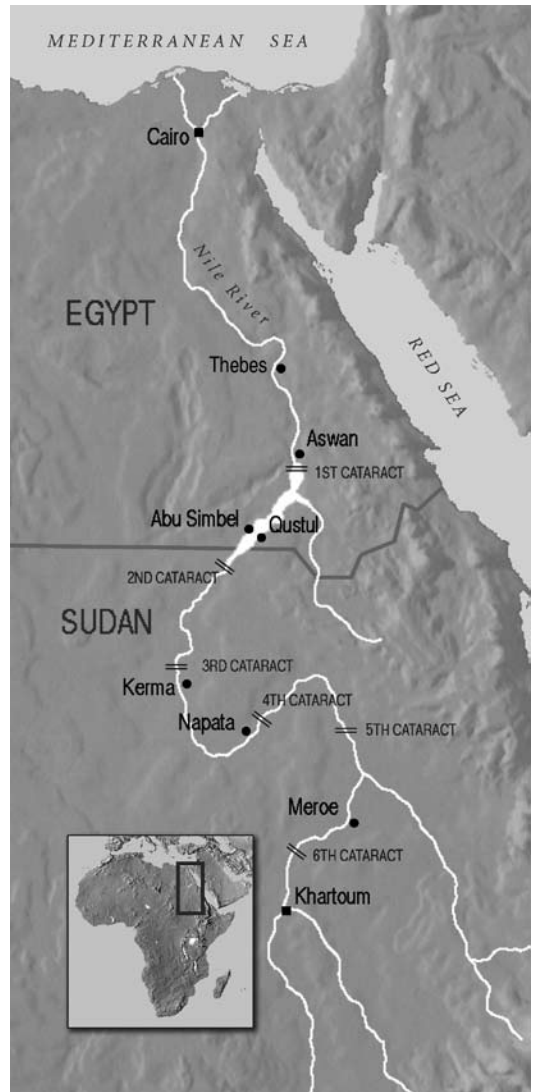 MEDITERRANEAN SEA
Cairo
Nile River
EGYPT
RED SEA
Thebes
Aswan
1ST CATARACT
Abu Simbel
Qustul
2ND CATARACT
SUDAN
3RD CATARACT
Kerma
4TH CATARACT
Napata
5TH CATARACT
Meroe
6TH CATARACT
Khartoum